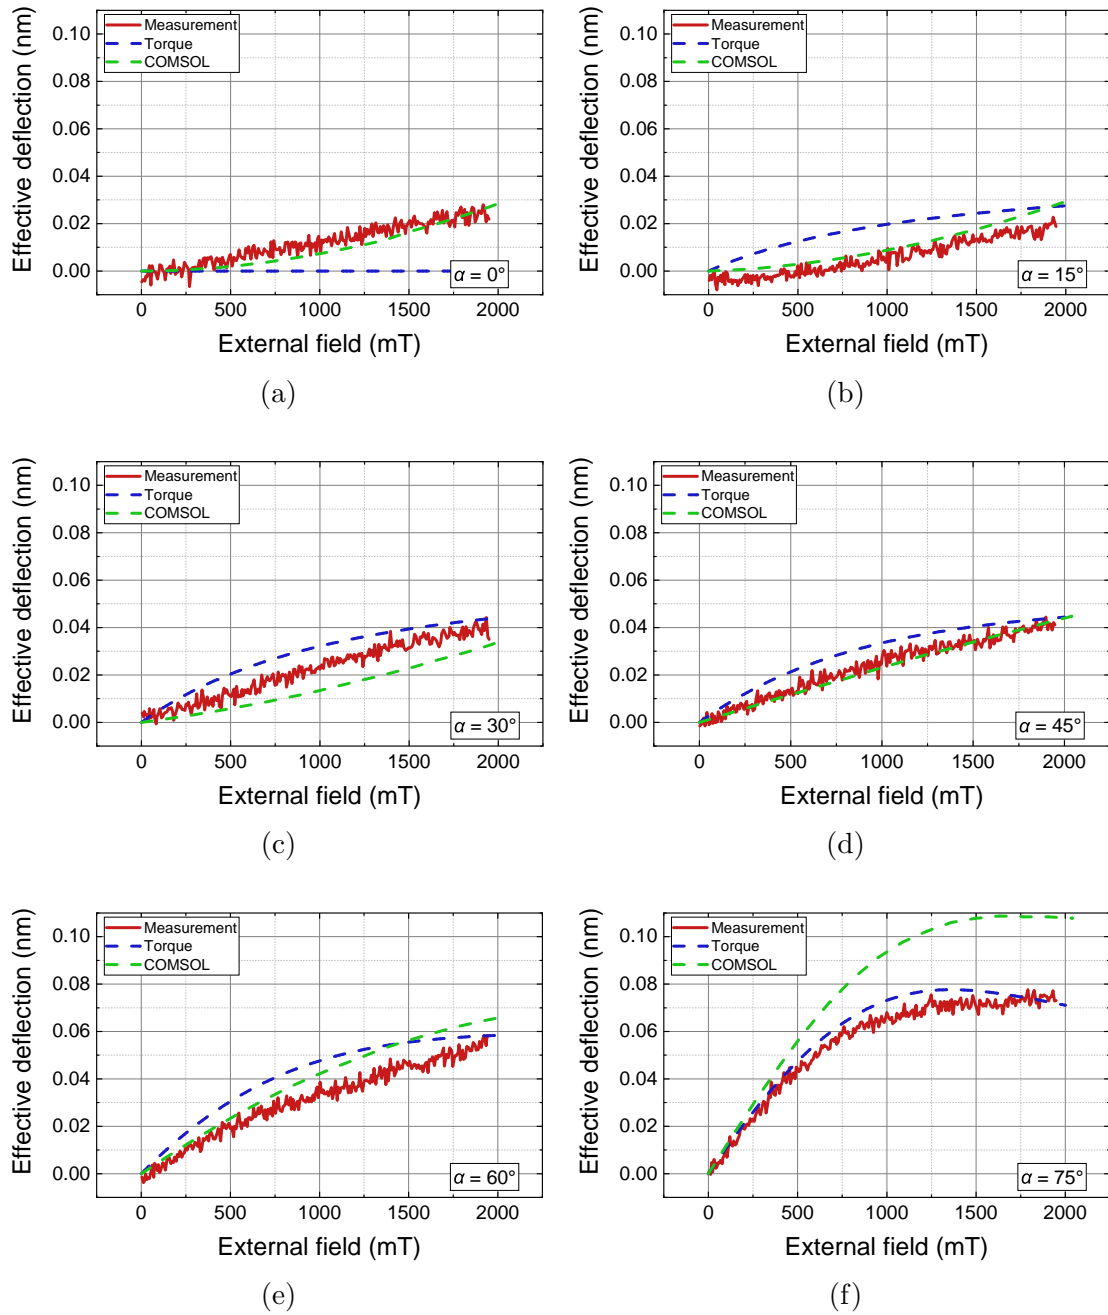 Effective deflection (nm)
0.10
0.08
0.06
0.04
0.02
0.00
Measurement
Torque
COMSOL
α = 0°
0 500 1000 1500 2000
External field (mT)
(a)
Effective deflection (nm)
0.10
0.08
0.06
0.04
0.02
0.00
Measurement
Torque
COMSOL
α = 15°
0 500 1000 1500 2000
External field (mT)
(b)
Effective deflection (nm)
0.10
0.08
0.06
0.04
0.02
0.00
Measurement
Torque
COMSOL
α = 30°
0 500 1000 1500 2000
External field (mT)
(c)
Effective deflection (nm)
0.10
0.08
0.06
0.04
0.02
0.00
Measurement
Torque
COMSOL
α = 45°
0 500 1000 1500 2000
External field (mT)
(d)
Effective deflection (nm)
0.10
0.08
0.06
0.04
0.02
0.00
Measurement
Torque
COMSOL
α = 60°
0 500 1000 1500 2000
External field (mT)
(e)
Effective deflection (nm)
0.10
0.08
0.06
0.04
0.02
0.00
Measurement
Torque
COMSOL
α = 75°
0 500 1000 1500 2000
External field (mT)
(f)